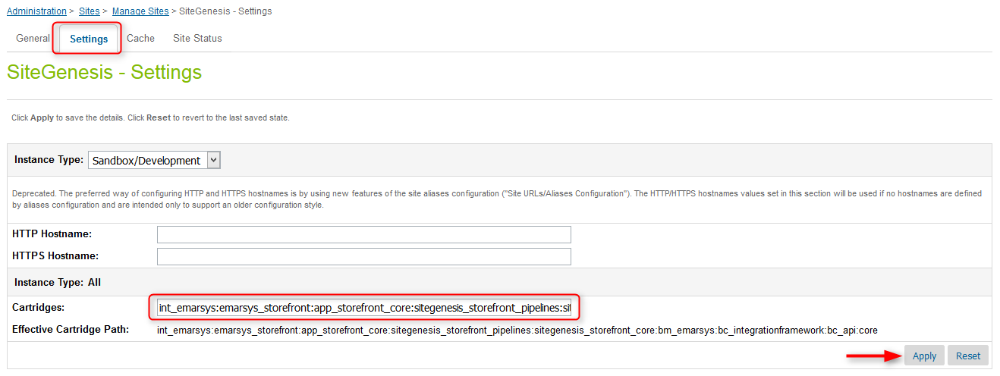 Administration > Sites > Manage Sites > SiteGenesis - Settings
General Settings Cache Site Status
SiteGenesis - Settings
Click Apply to save the details. Click Reset to revert to the last saved state.
Instance Type: Sandbox/Development
Deprecated. The preferred way of configuring HTTP and HTTPS hostnames is by using new features of the site aliases configuration ("Site URLs/Aliases Configuration"). The HTTP/HTTPS hostnames values set in this section will be used if no hostnames are defined
by aliases configuration and are intended only to support an older configuration style.
HTTP Hostname:
HTTPS Hostname:
Instance Type: All
Cartridges: int_emarsys:emarsys_storefront:app_storefront_core:sitegenesis_storefront_pipelines:sit
Effective Cartridge Path: int_emarsys:emarsys_storefront:app_storefront_core:sitegenesis_storefront_pipelines:sitegenesis_storefront_core:bm_emarsys:bc_integrationframework:bc_api:core
Apply Reset